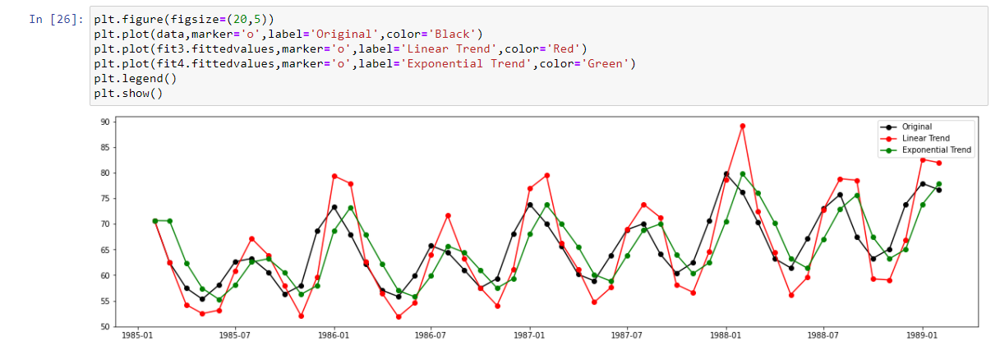 In [26]: plt.figure(figsize=(20,5))
plt.plot(data,marker='o',label='Original',color='Black')
plt.plot(fit3.fittedvalues,marker='o',label='Linear Trend',color='Red')
plt.plot(fit4.fittedvalues,marker='o',label='Exponential Trend',color='Green')
plt.legend()
plt.show()
90
85
80
75
70
65
60
55
50
Original
Linear Trend
Exponential Trend
1985-01 1985-07 1986-01 1986-07 1987-01 1987-07 1988-01 1988-07 1989-01